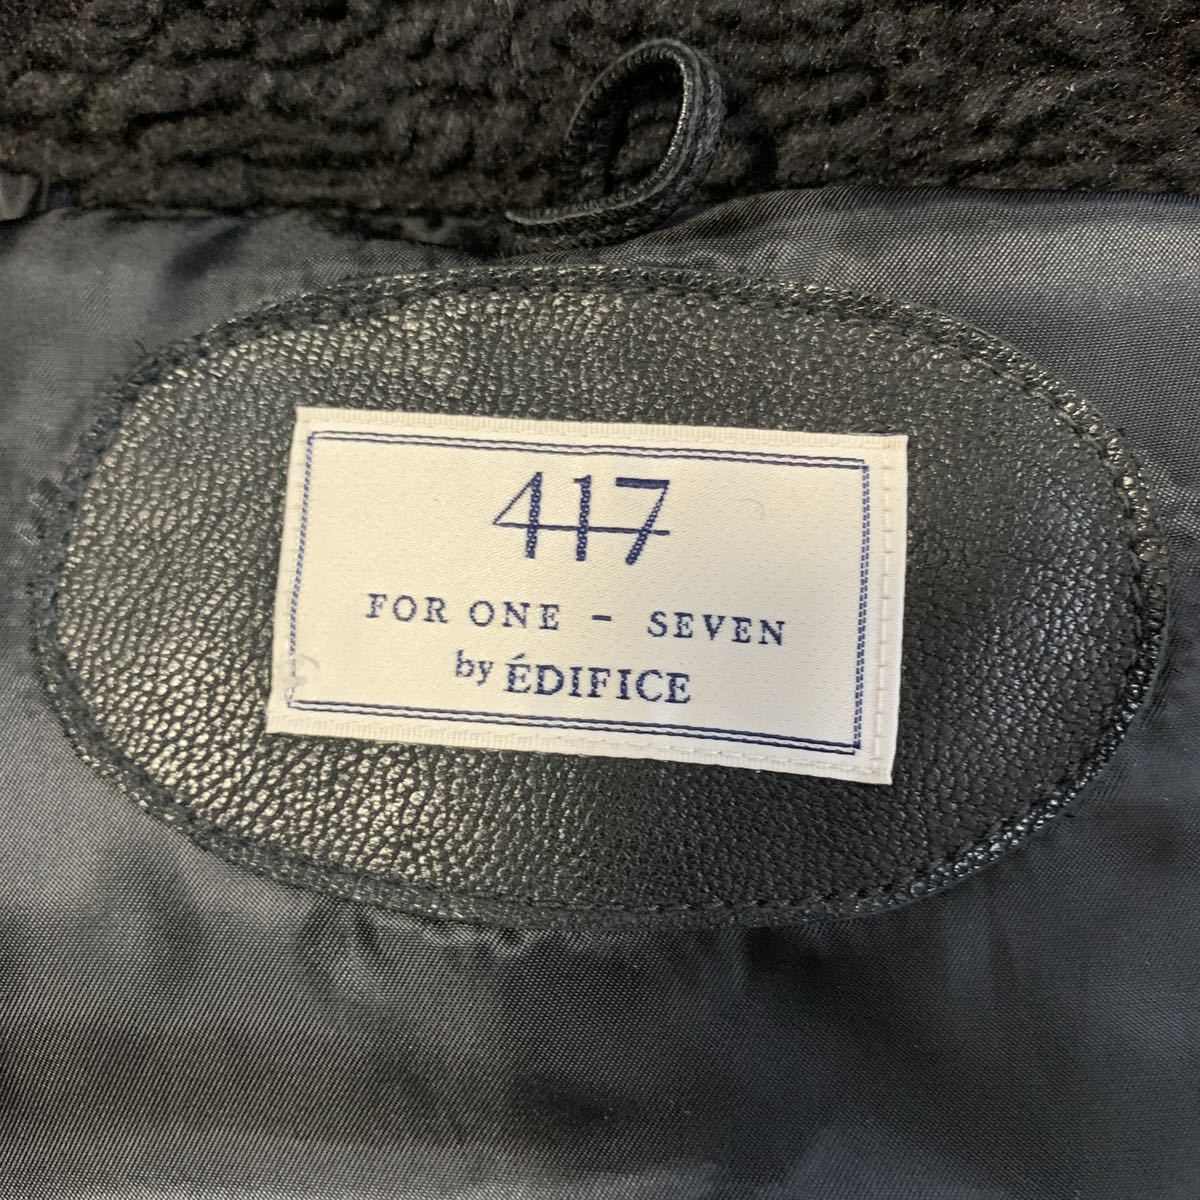 417
FOR ONE - SEVEN
by ÉDIFICE